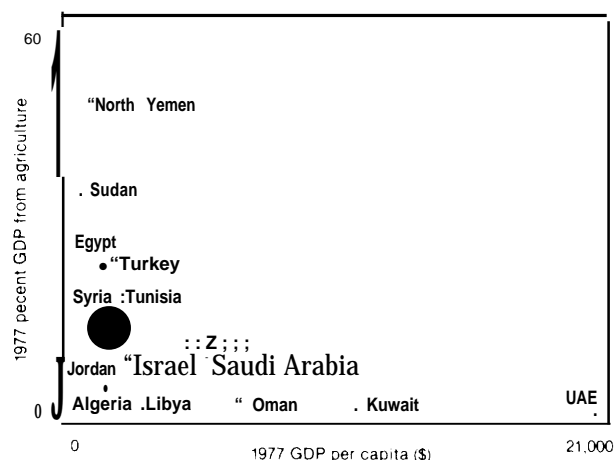 60
“North Yemen
. Sudan
Egypt
“Turkey
Syria :Tunisia
: : Z ; ; ;
Jordan “Israel Saudi Arabia
Algeria .Libya “ Oman . Kuwait UAE
0
0 1977 GDP per capita ($) 21,000
1977 pecent GDP from agriculture